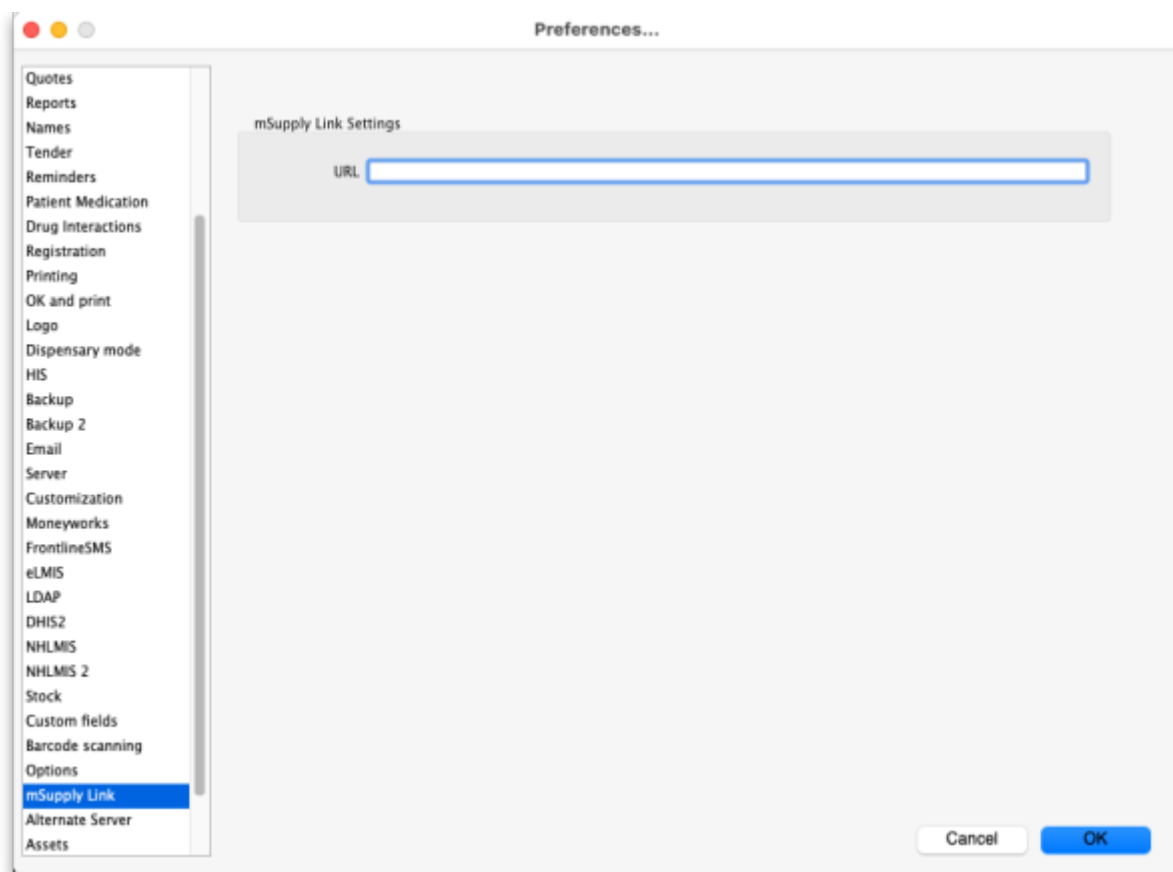 Preferences...
Quotes
Reports
Names
Tender
Reminders
Patient Medication
Drug Interactions
Registration
Printing
OK and print
Logo
Dispensary mode
HIS
Backup
Backup 2
Email
Server
Customization
Moneyworks
FrontlineSMS
eLMIS
LDAP
DHIS2
NHLMIS
NHLMIS 2
Stock
Custom fields
Barcode scanning
Options
mSupply Link
Alternate Server
Assets
mSupply Link Settings
URL
Cancel OK